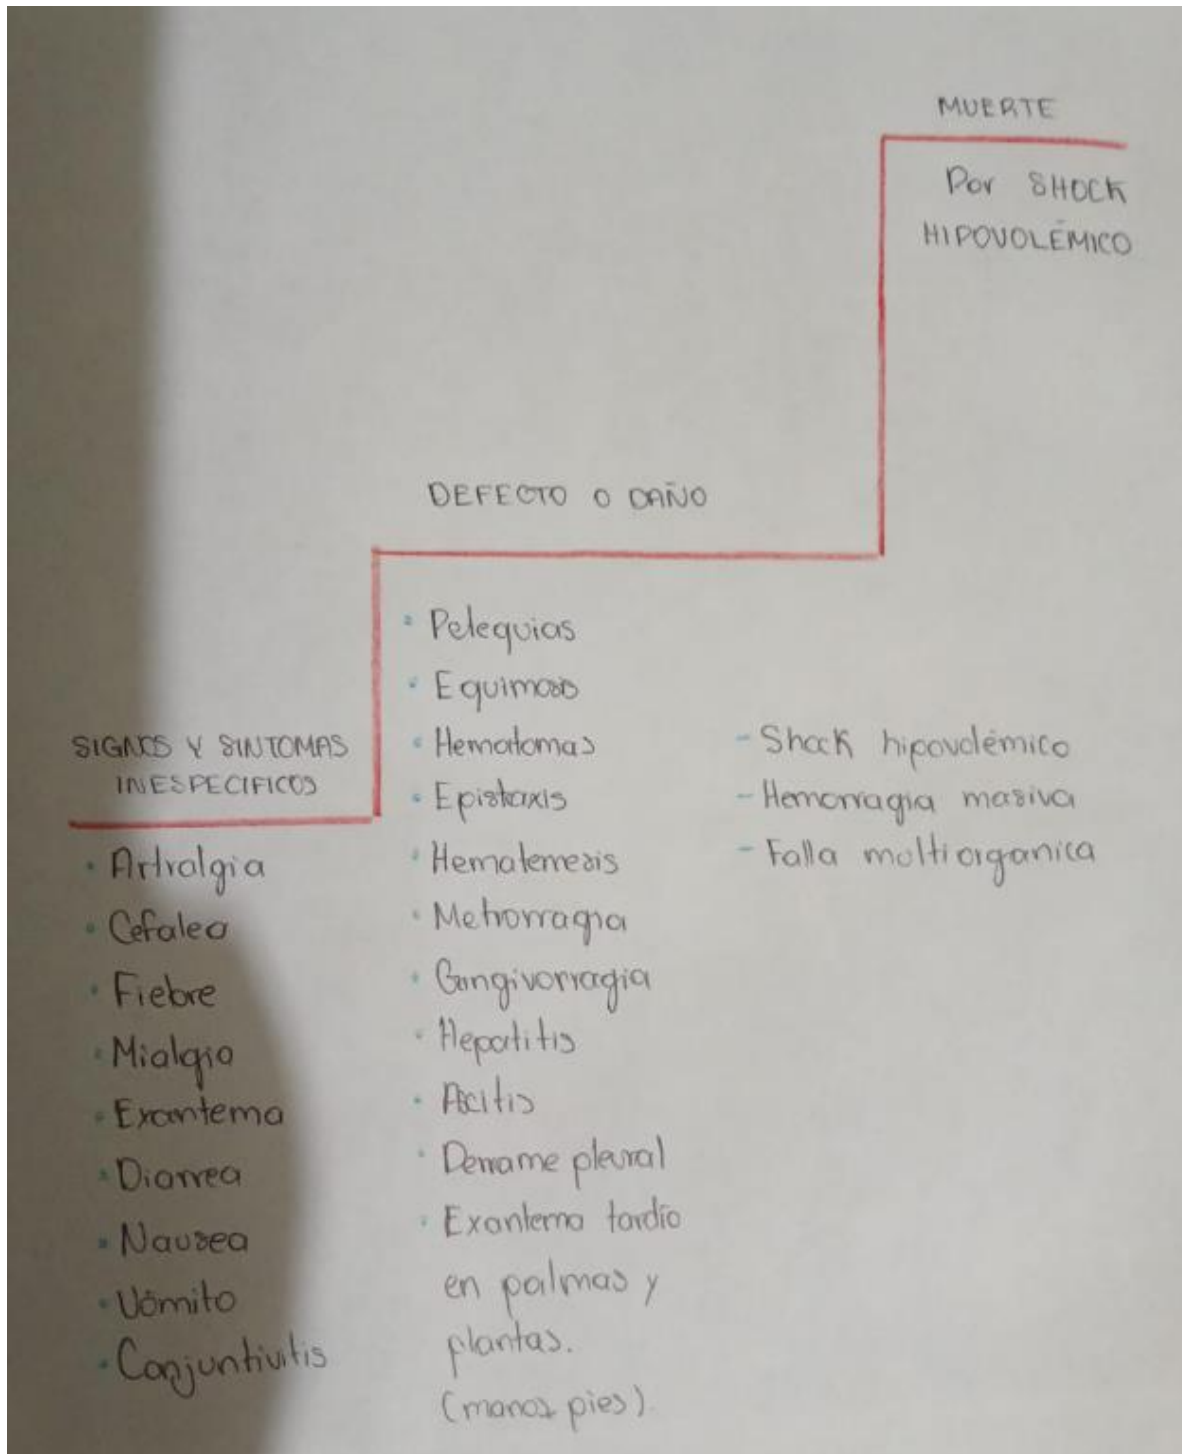 MUERTE
Por SHOCK
HIPOVOLÉMICO
DEFECTO O DAÑO
• Petequias
• Equimosis
• Hematomas
• Epistaxis
• Hematemesis
• Metrorragia
• Gingivorragia
• Hepatitis
• Ascitis
• Derrame pleural
• Exantema tardío
en palmas y
plantas.
(manos pies).
- Shock hipovolémico
- Hemorragia masiva
- Falla multiorganica
SIGNOS Y SINTOMAS
INESPECIFICOS
• Artralgia
• Cefalea
• Fiebre
• Mialgia
• Exantema
• Diarrea
• Nausea
• Vómito
• Conjuntivitis